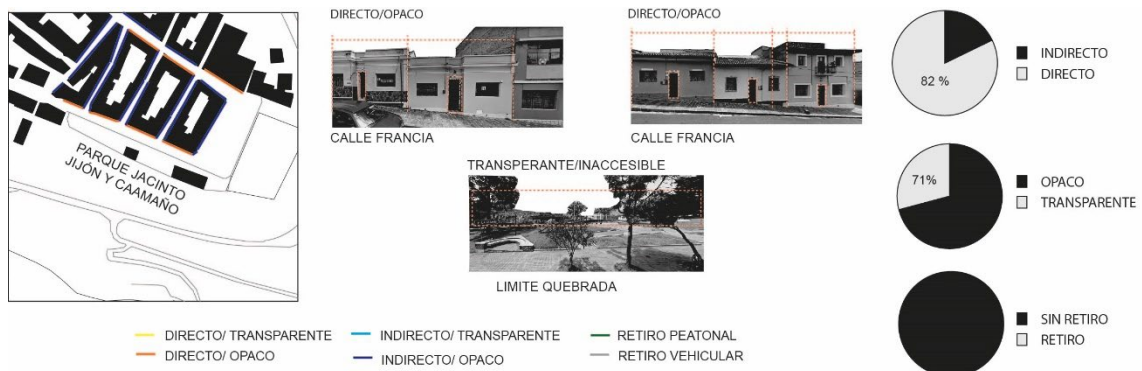 DIRECTO/OPACO
DIRECTO/OPACO
CALLE FRANCIA
CALLE FRANCIA
TRANSPERANTE/INACCESIBLE
LIMITE QUEBRADA
PARQUE JACINTO
JIJÓN Y CAAMAÑO
82 %
INDIRECTO
DIRECTO
71%
OPACO
TRANSPARENTE
SIN RETIRO
RETIRO
DIRECTO/ TRANSPARENTE
DIRECTO/ OPACO
INDIRECTO/ TRANSPARENTE
INDIRECTO/ OPACO
RETIRO PEATONAL
RETIRO VEHICULAR